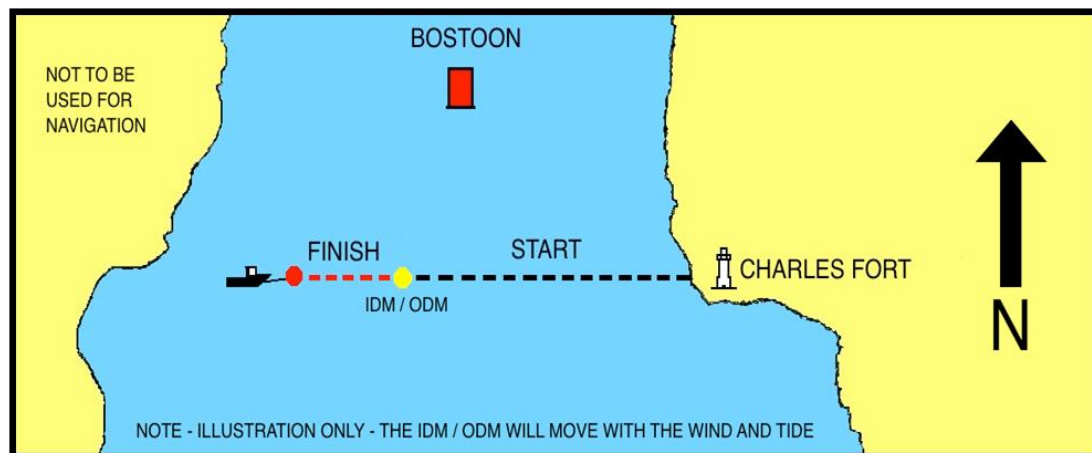 BOSTOON
NOT TO BE
USED FOR
NAVIGATION
FINISH
START
CHARLES FORT
IDM / ODM
N
NOTE - ILLUSTRATION ONLY - THE IDM / ODM WILL MOVE WITH THE WIND AND TIDE